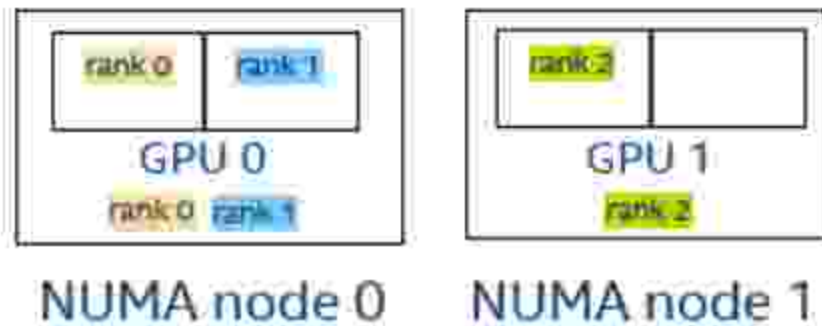 rank 0 rank 1
GPU 0
rank 0 rank 1
NUMA node 0
rank 2
GPU 1
rank 2
NUMA node 1